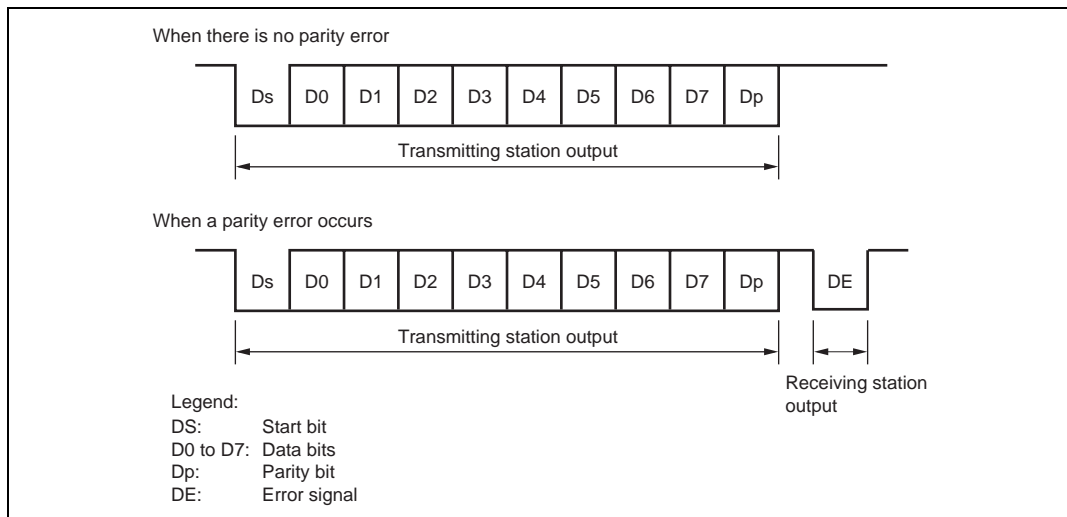 When there is no parity error
Ds D0 D1 D2 D3 D4 D5 D6 D7 Dp
Transmitting station output
When a parity error occurs
Ds D0 D1 D2 D3 D4 D5 D6 D7 Dp DE
Transmitting station output
Receiving station
output
Legend:
DS: Start bit
D0 to D7: Data bits
Dp: Parity bit
DE: Error signal